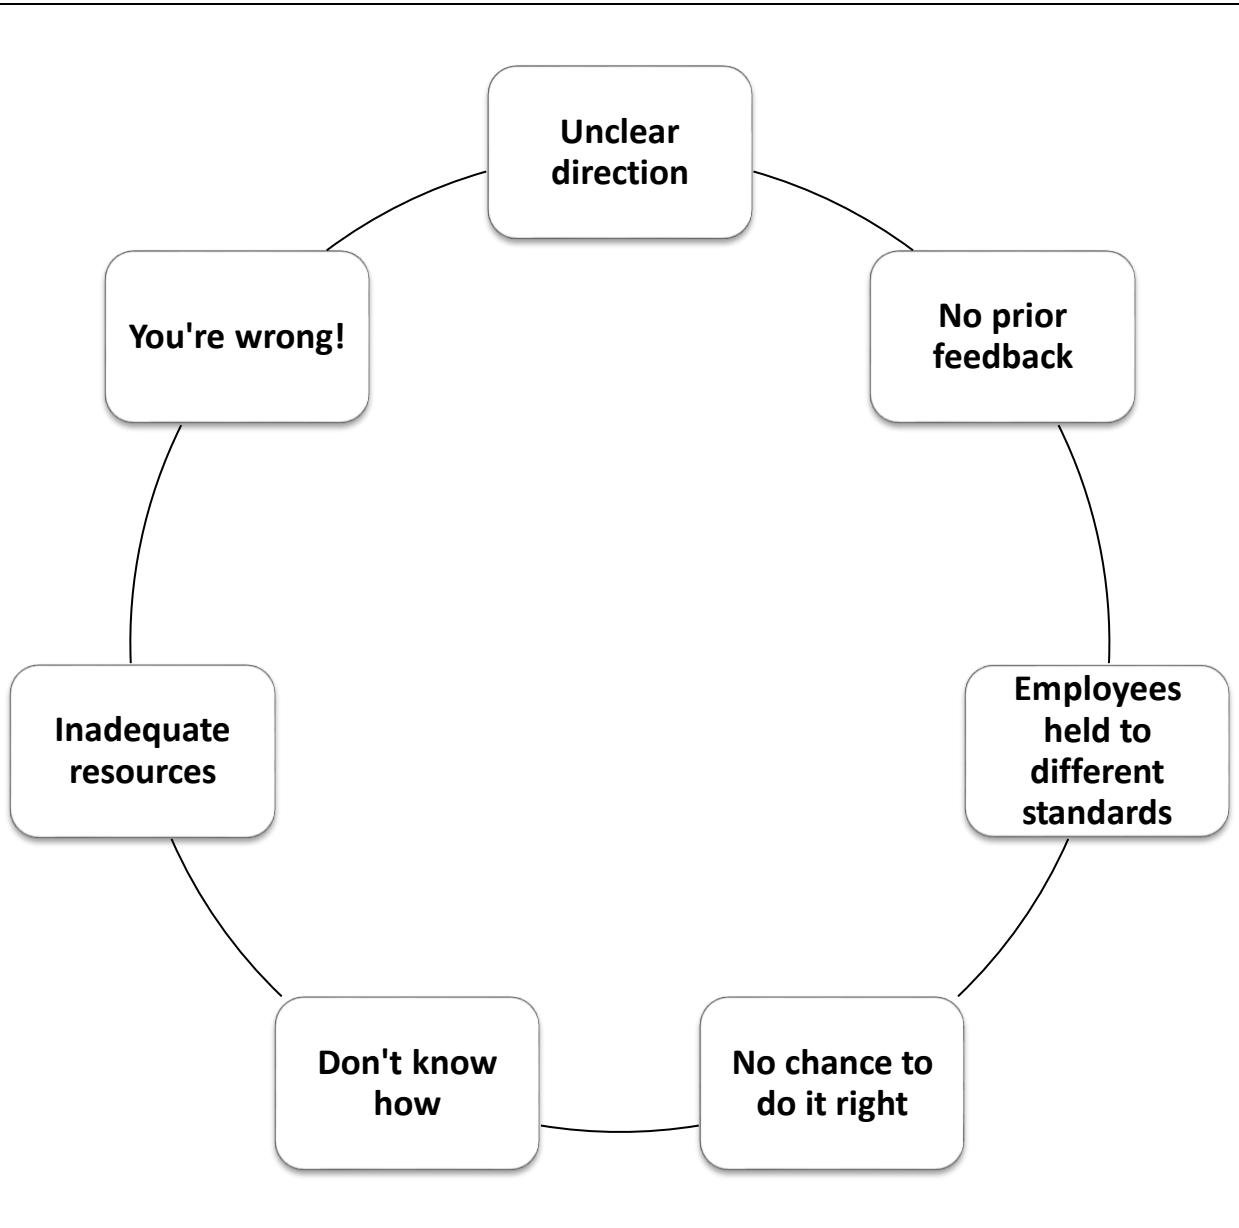 Unclear
direction
No prior
feedback
Employees
held to
different
standards
No chance to
do it right
Don't know
how
Inadequate
resources
You're wrong!